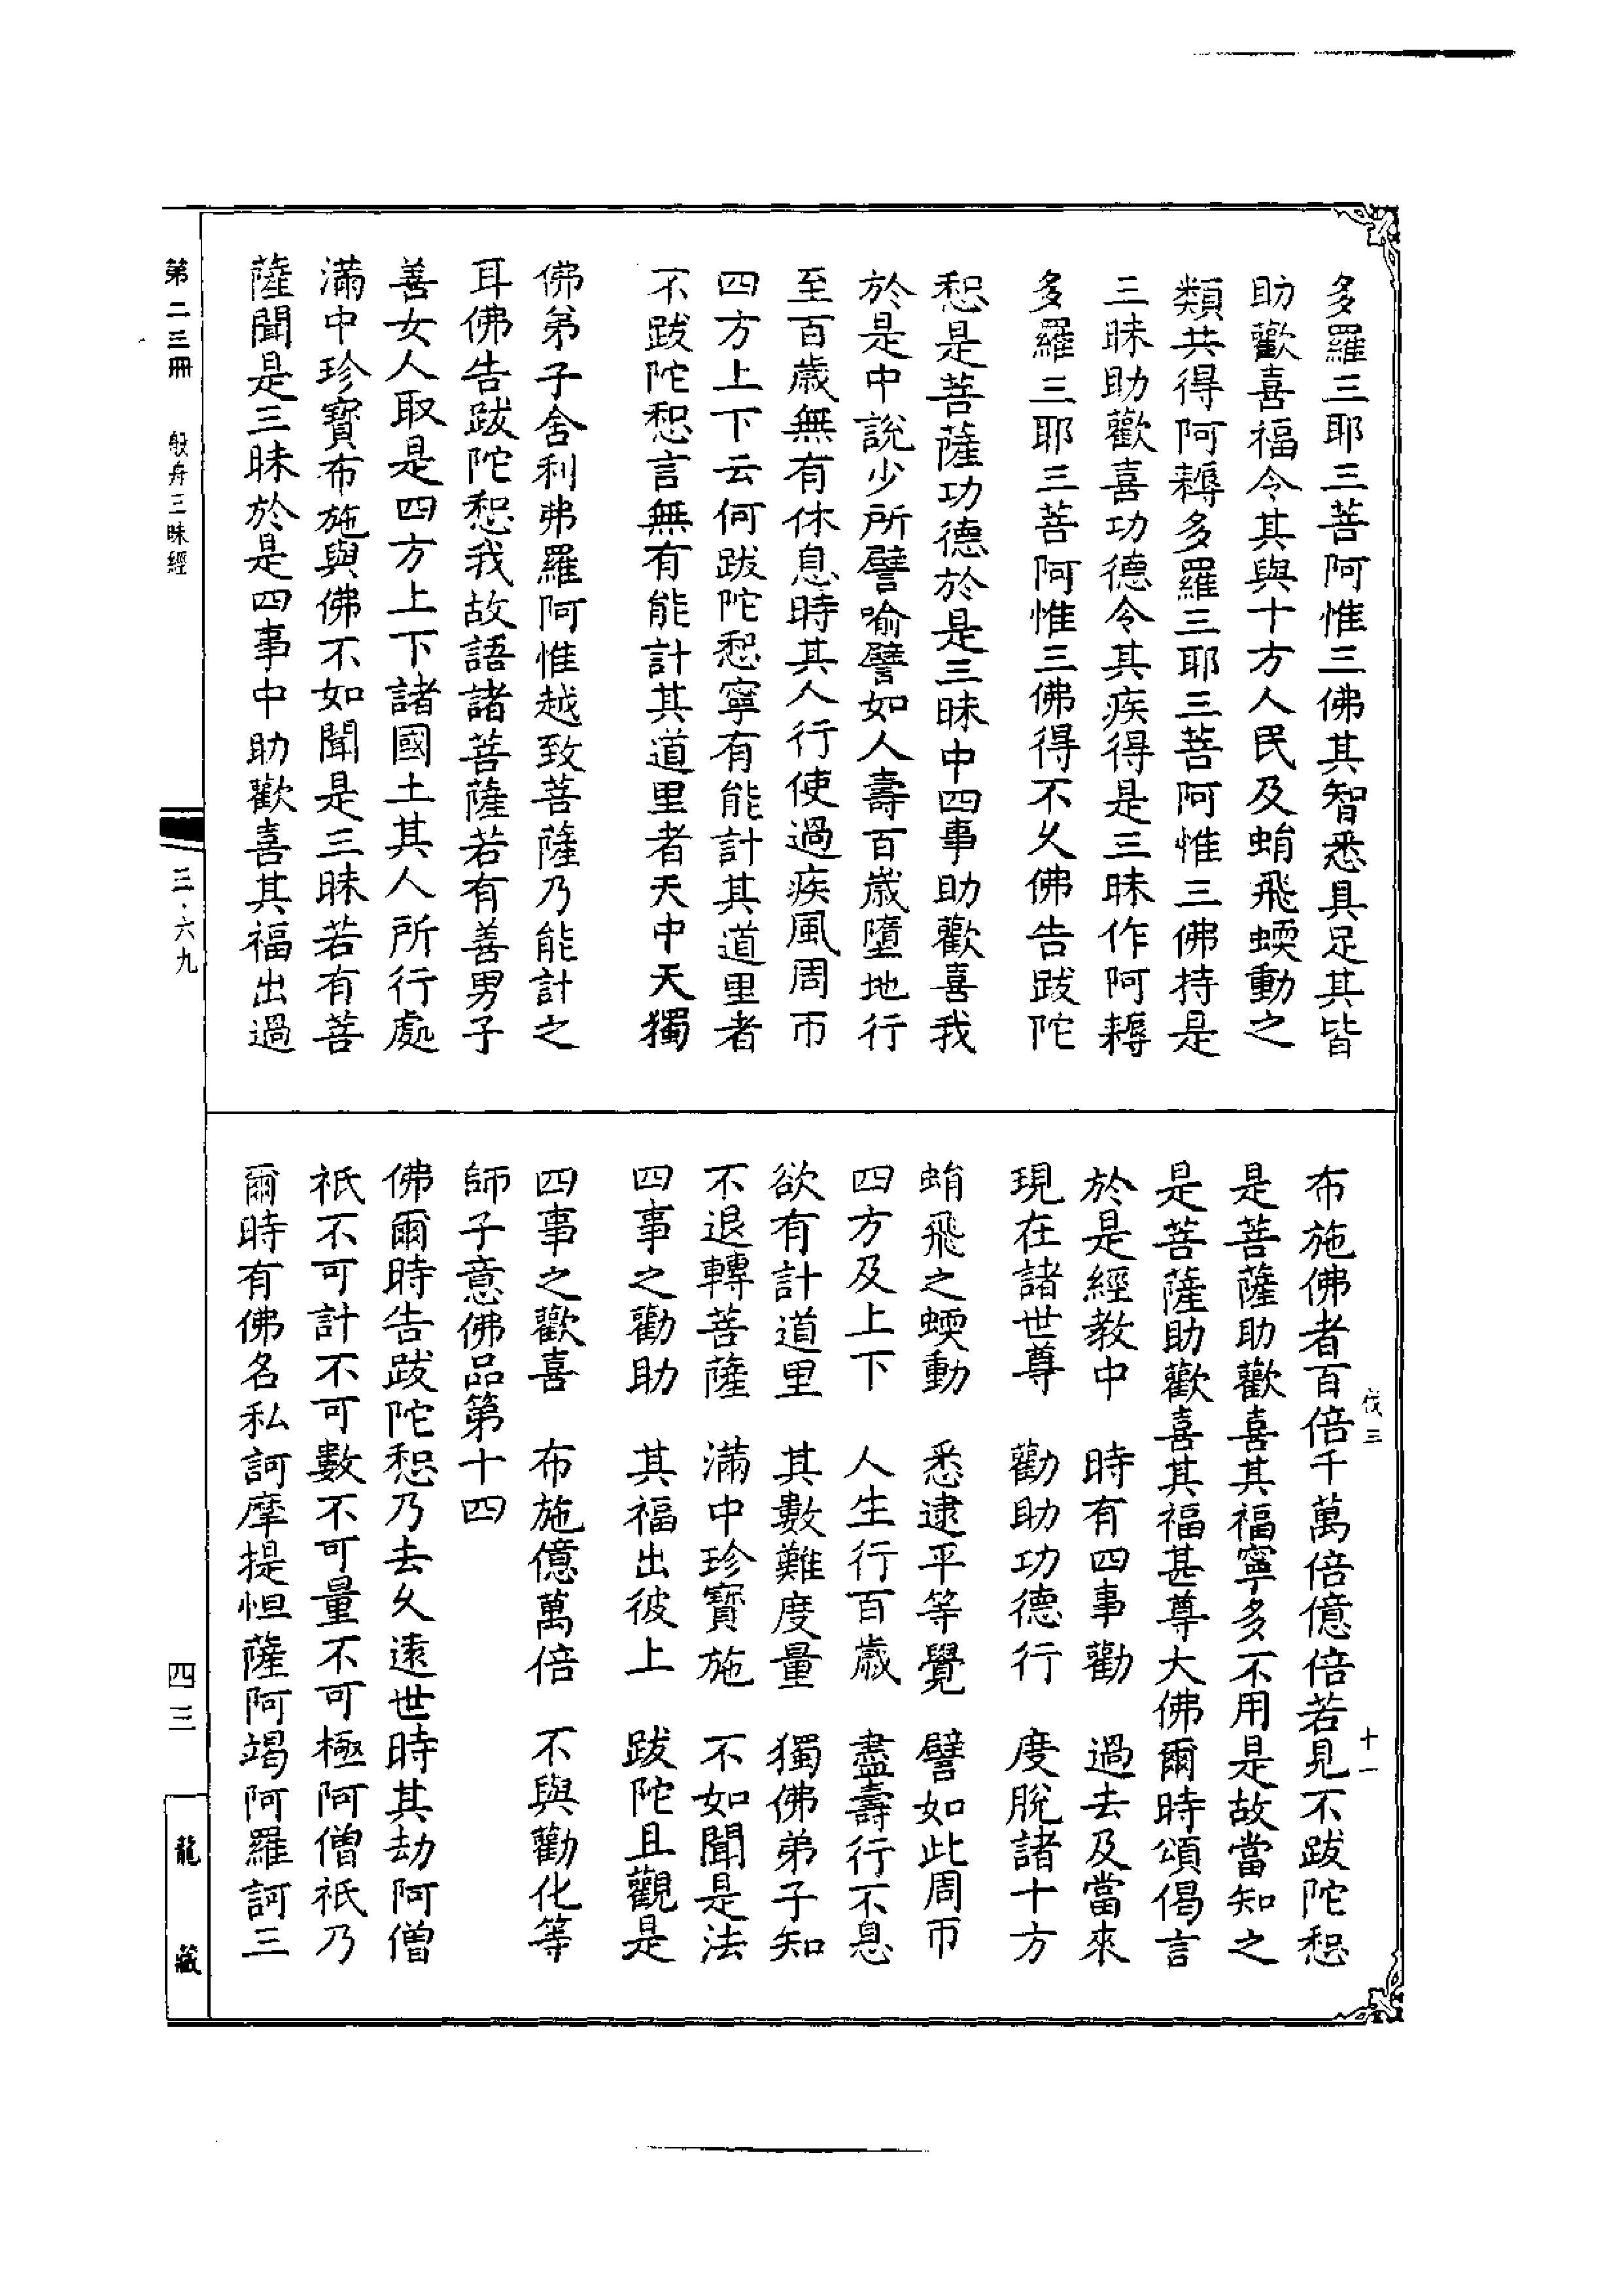 多羅三耶三菩阿惟三佛其智悉具足其皆
助歡喜福令其與十方人民及蜎飛蝡動之
類共得阿耨多羅三耶三菩阿惟三佛持是
三昧助歡喜功德令其疾得是三昧作阿耨
多羅三耶三菩阿惟三佛得不久佛告跋陀
惒是菩薩功德於是三昧中四事助歡喜我
於是中說少所譬喻譬如人壽百歲墮地行
至百歲無有休息時其人行使過疾風周帀
四方上下云何跋陀惒寧有能計其道里者
不跋陀惒言無有能計其道里者天中天獨
佛弟子舍利弗羅阿惟越致菩薩乃能計之
耳佛告跋陀惒我故語諸菩薩若有善男子
善女人取是四方上下諸國土其人所行處
滿中珍寶布施與佛不如聞是三昧若有菩
薩聞是三昧於是四事中助歡喜其福出過
布施佛者百倍千萬倍億倍若見不跋陀惒
是菩薩助歡喜其福寧多不用是故當知之
是菩薩助歡喜其福甚尊大佛爾時頌偈言
於是經教中　時有四事勸　過去及當來
現在諸世尊　勸助功德行　度脫諸十方
蜎飛之蝡動　悉逮平等覺　譬如此周帀
四方及上下　人生行百歲　盡壽行不息
欲有計道里　其數難度量　獨佛弟子知
不退轉菩薩　滿中珍寶施　不如聞是法
四事之勸助　其福出彼上　跋陀且觀是
四事之歡喜　布施億萬倍　不與勸化等
師子意佛品第十四
佛爾時告跋陀惒乃去久遠世時其劫阿僧
祇不可計不可數不可量不可極阿僧祇乃
爾時有佛名私訶摩提怛薩阿竭阿羅訶三
伐三
十一
第二三冊　般舟三昧經
三·六九
四三
龍藏